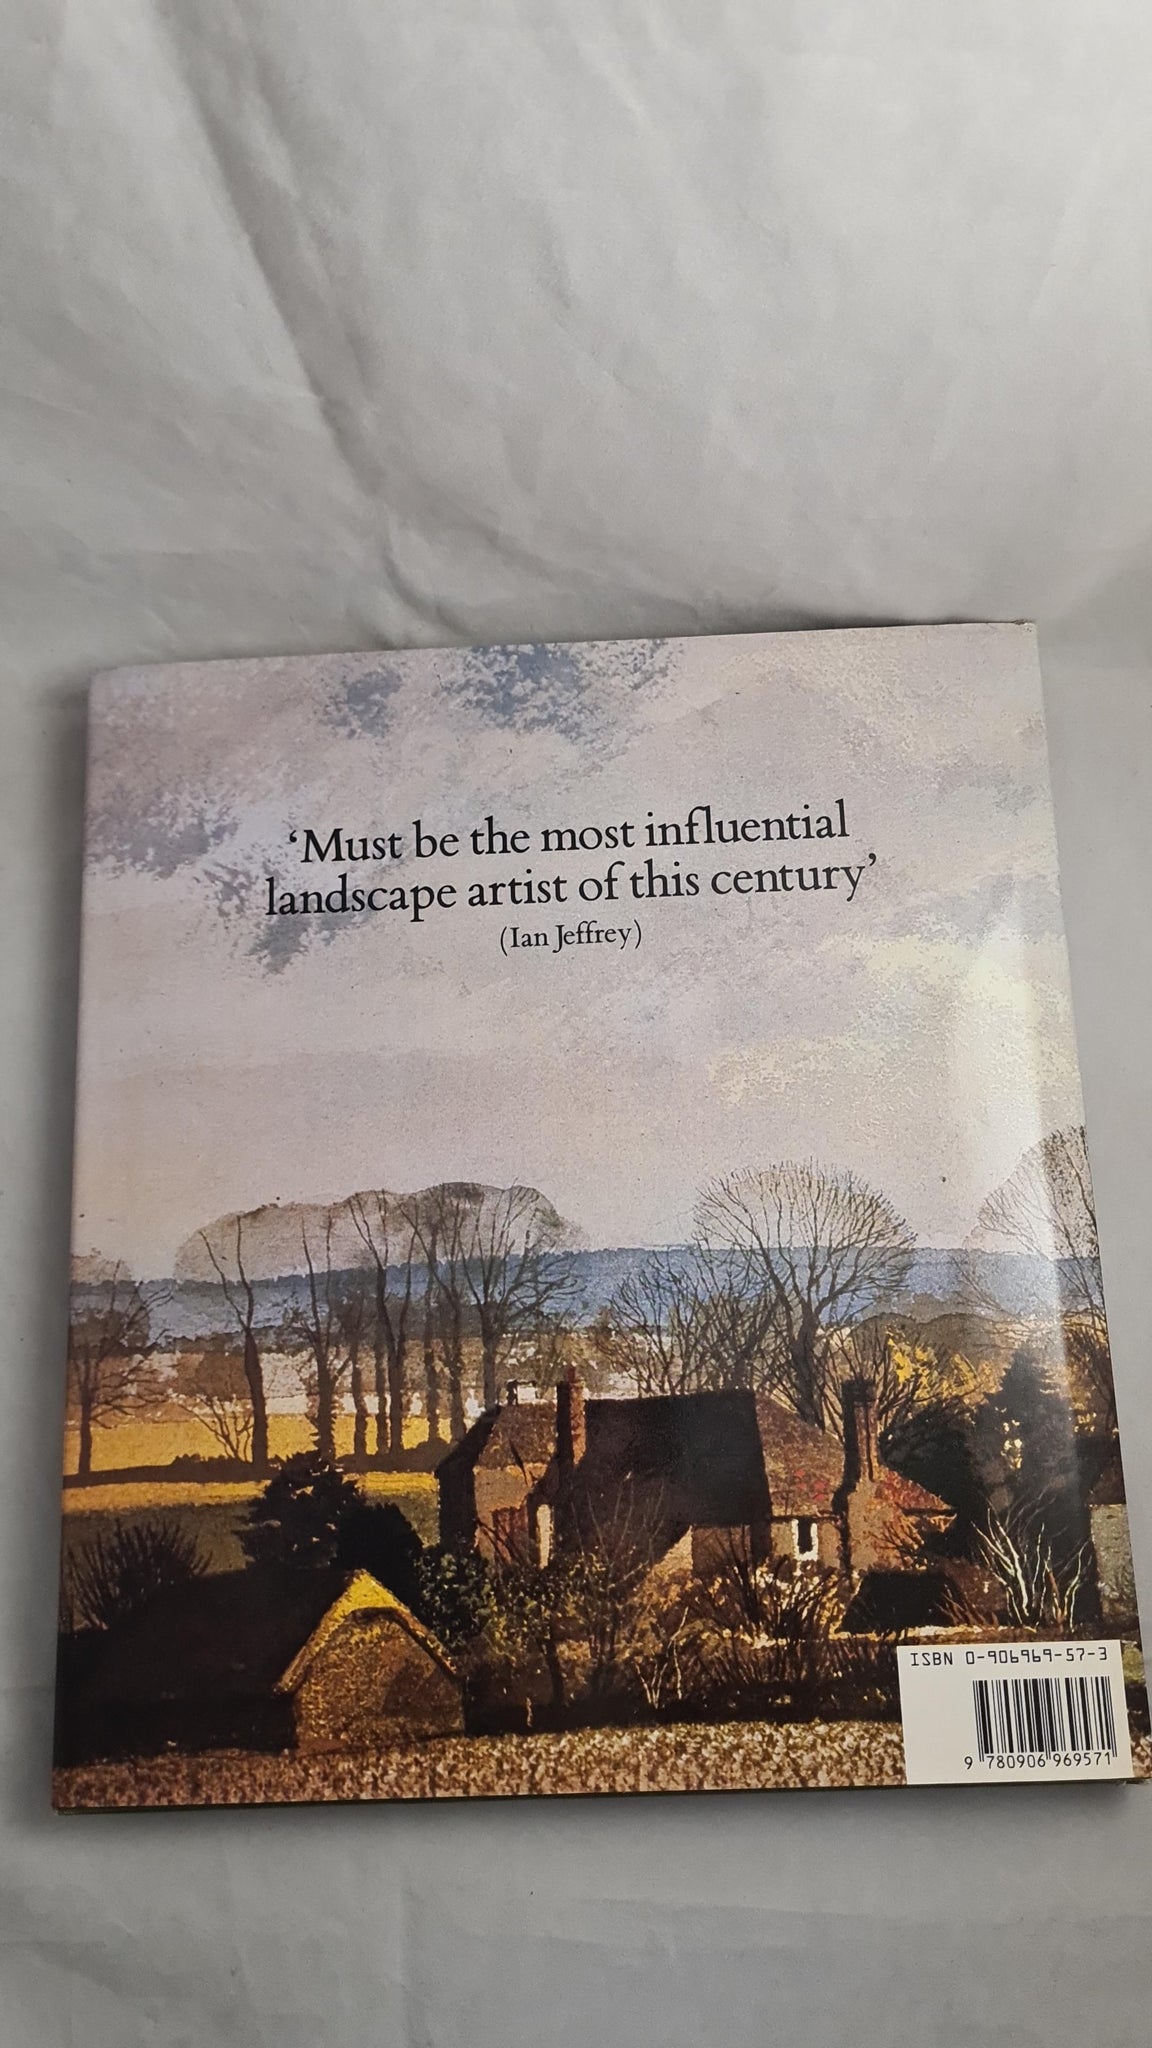 ‘Must be the most influential
landscape artist of this century’
(Ian Jeffrey)
ISBN 0-906969-57-3
9 780906 969571